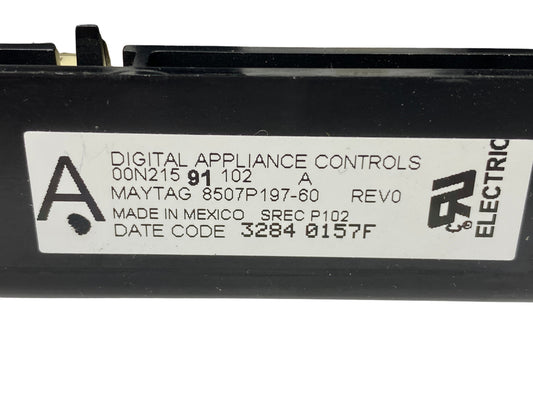 A
DIGITAL APPLIANCE CONTROLS
00N215 91 102 A
MAYTAG 8507P197-60 REV0
MADE IN MEXICO SREC P102
DATE CODE 3284 0157F
ELECTRIC